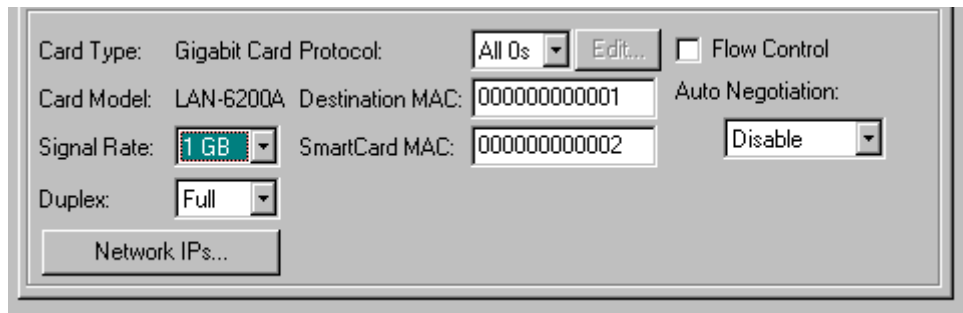 Card Type: Gigabit Card Protocol: All 0s Edit... Flow Control
Card Model: LAN-6200A Destination MAC: 000000000001 Auto Negotiation:
Signal Rate: 1 GB SmartCard MAC: 000000000002 Disable
Duplex: Full
Network IPs...